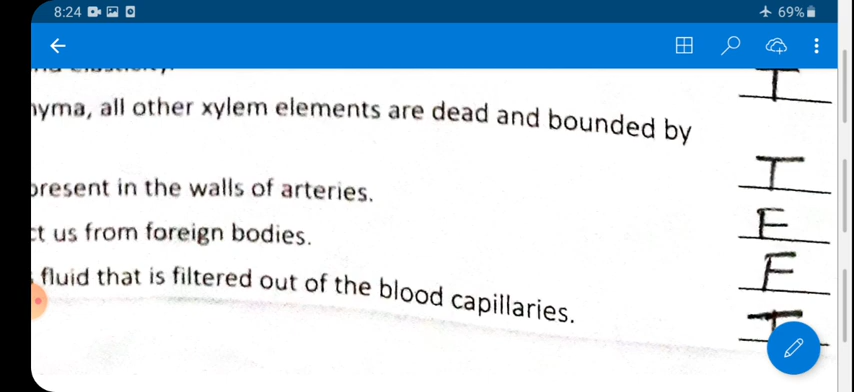 8:24 69%
T
hyma, all other xylem elements are dead and bounded by
T
present in the walls of arteries.
F
ct us from foreign bodies.
F
fluid that is filtered out of the blood capillaries.
T